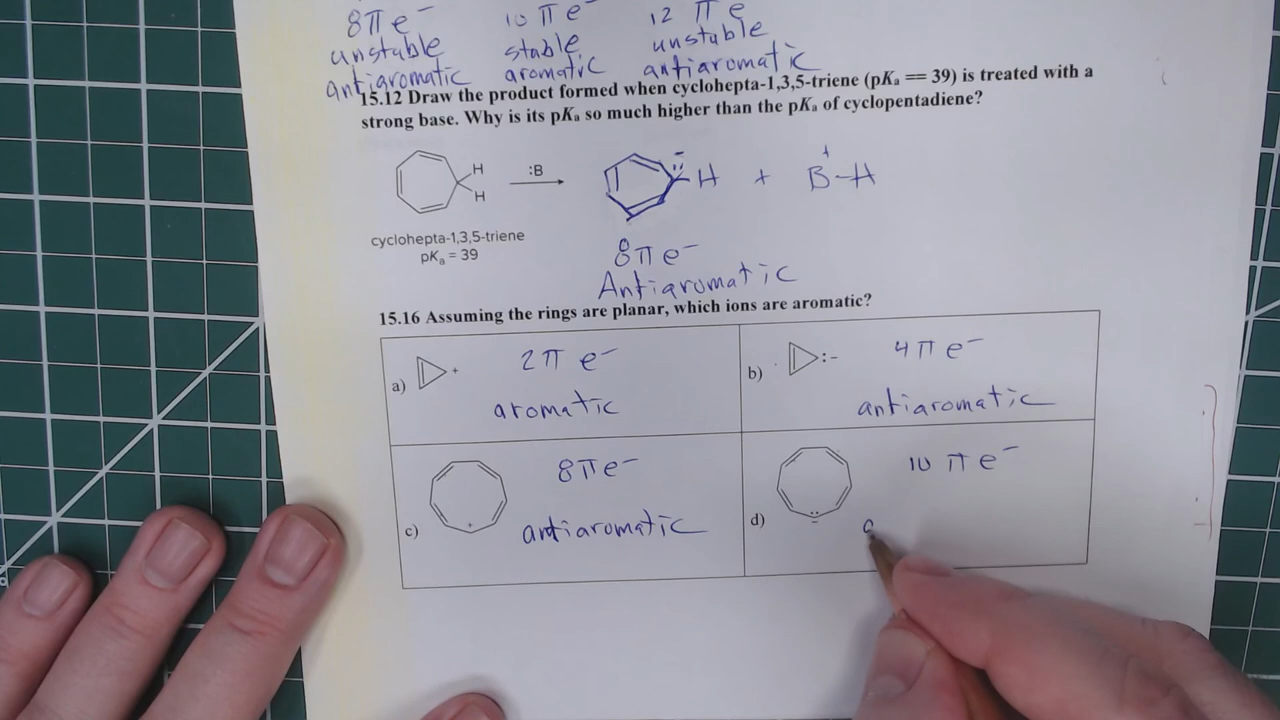 8π e⁻ 10 π e⁻ 12 π e
unstable stable unstable
antiaromatic aromatic antiaromatic
15.12 Draw the product formed when cyclohepta-1,3,5-triene (pKₐ == 39) is treated with a
strong base. Why is its pKₐ so much higher than the pKₐ of cyclopentadiene?
H H :B − :H + B⁺-H
cyclohepta-1,3,5-triene
pKₐ = 39
8π e⁻
Antiaromatic
15.16 Assuming the rings are planar, which ions are aromatic?
a) + 2π e⁻
aromatic
b) :- 4π e⁻
antiaromatic
c) + 8π e⁻
antiaromatic
d) :- 10 π e⁻
a